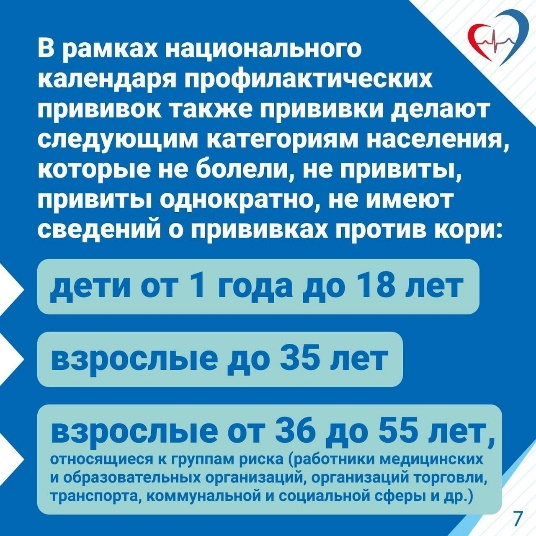 В рамках национального
календаря профилактических
прививок также прививки делают
следующим категориям населения,
которые не болели, не привиты,
привиты однократно, не имеют
сведений о прививках против кори:
дети от 1 года до 18 лет
взрослые до 35 лет
взрослые от 36 до 55 лет,
относящиеся к группам риска (работники медицинских
и образовательных организаций, организаций торговли,
транспорта, коммунальной и социальной сферы и др.)
7